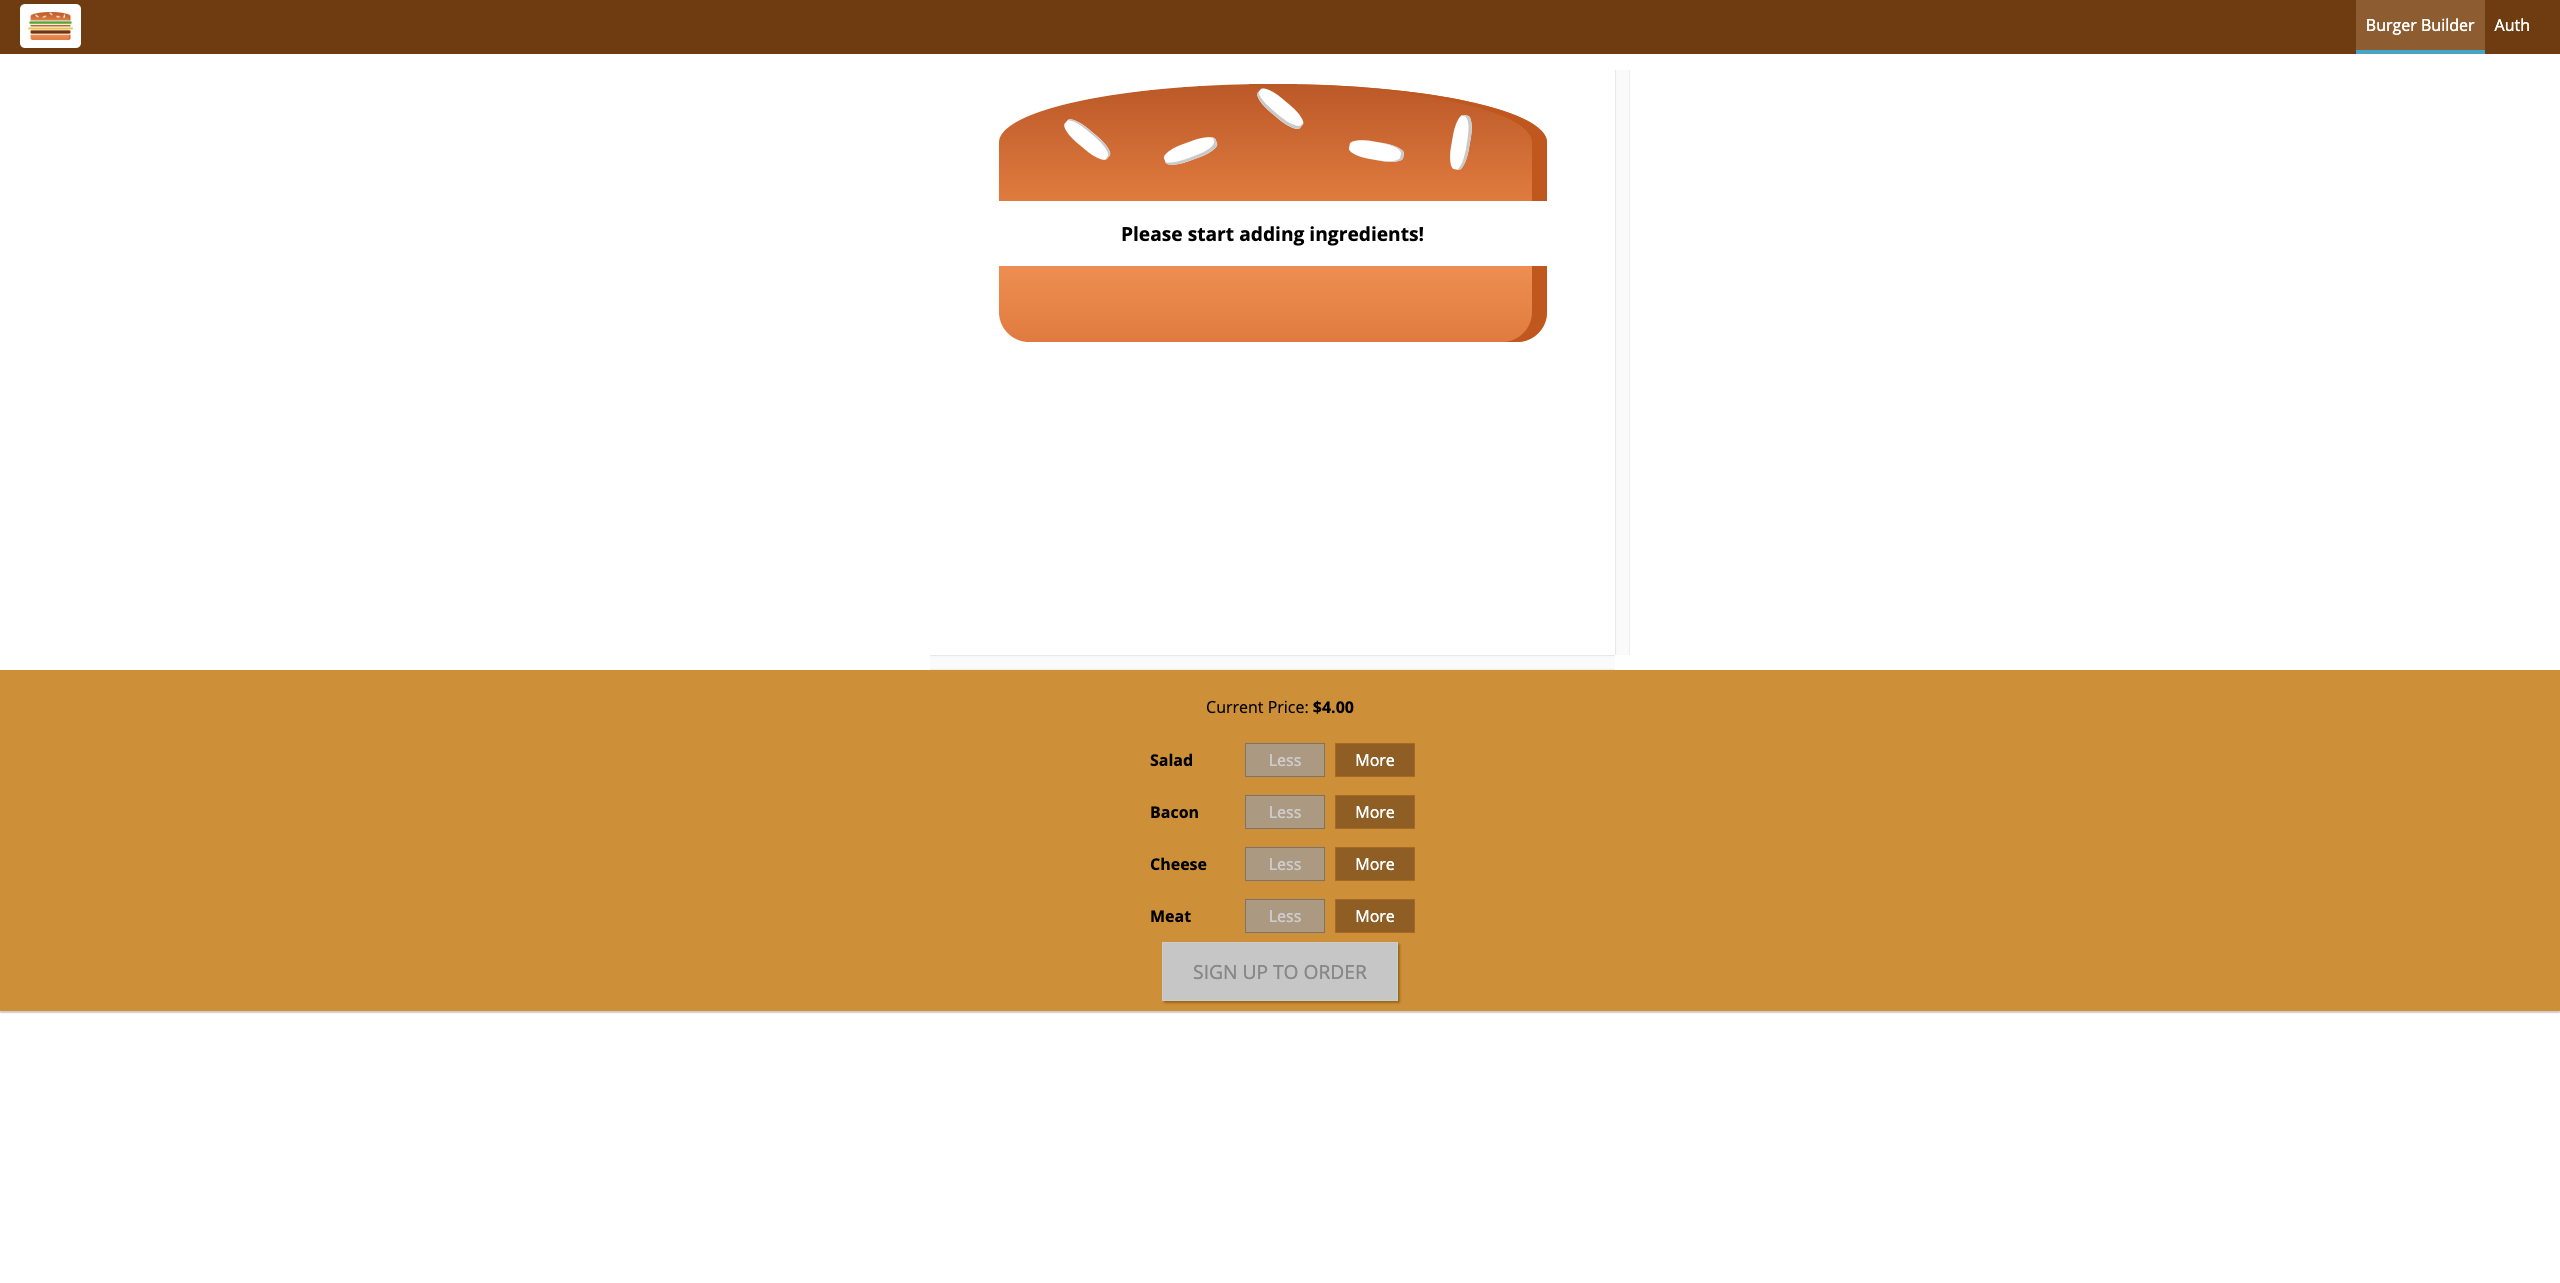 Burger Builder Auth
Please start adding ingredients!
Current Price: $4.00
Salad Less More
Bacon Less More
Cheese Less More
Meat Less More
SIGN UP TO ORDER